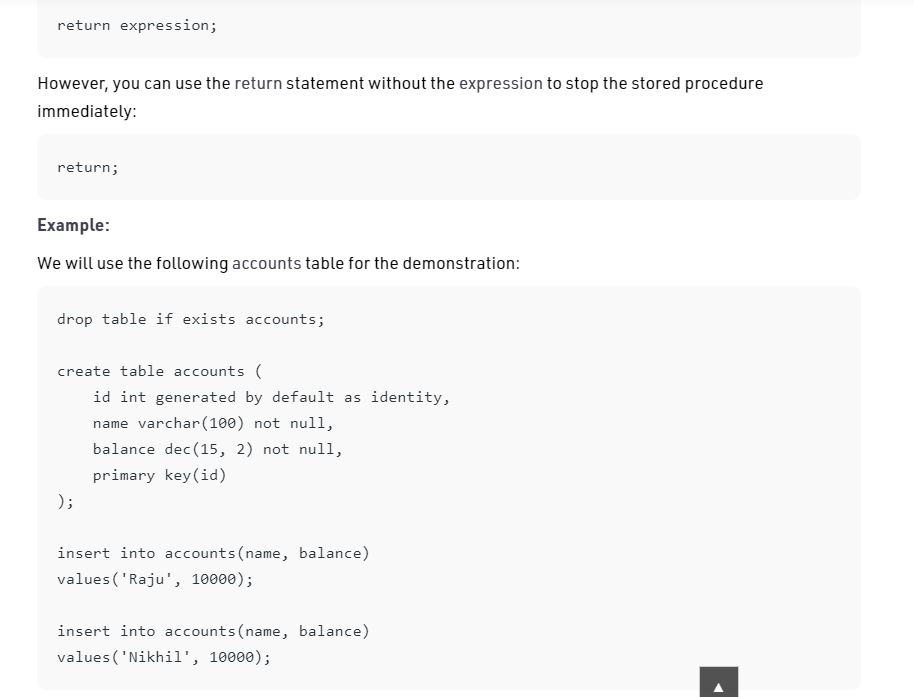 return expression;
However, you can use the return statement without the expression to stop the stored procedure
immediately:
return;
Example:
We will use the following accounts table for the demonstration:
drop table if exists accounts;
create table accounts (
    id int generated by default as identity,
    name varchar(100) not null,
    balance dec(15, 2) not null,
    primary key(id)
);
insert into accounts(name, balance)
values('Raju', 10000);
insert into accounts(name, balance)
values('Nikhil', 10000);